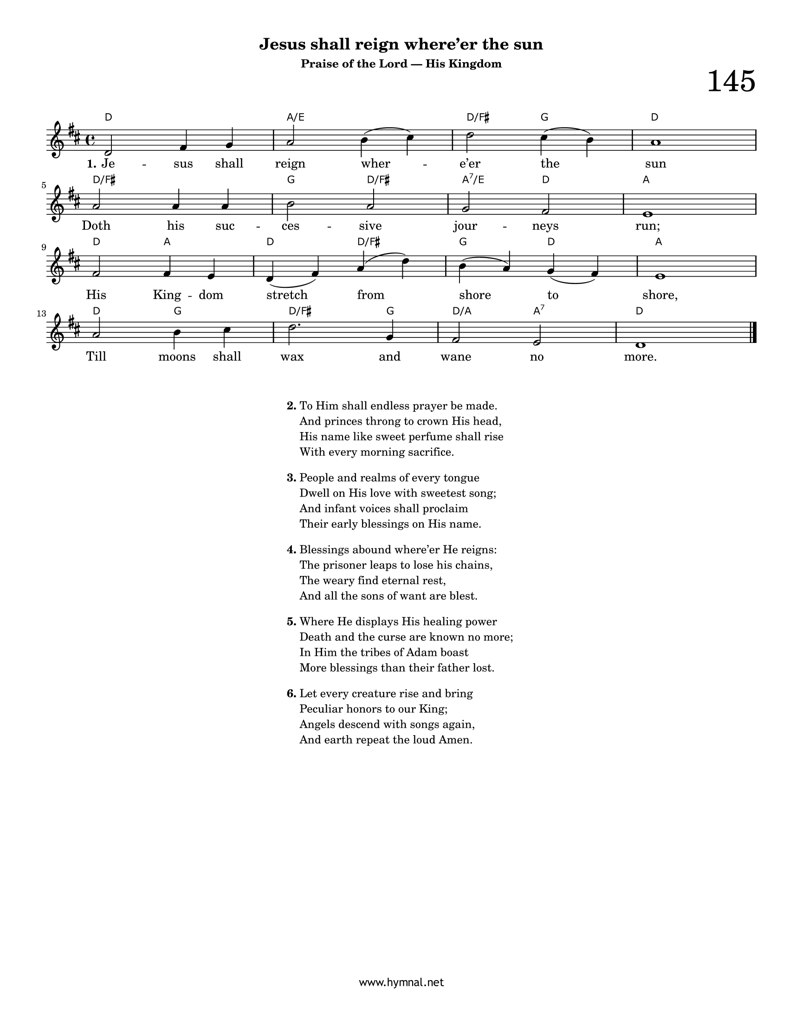 Jesus shall reign where’er the sun
Praise of the Lord — His Kingdom
145
D A/E D/F♯ G D
1. Je - sus shall reign wher - e’er the sun
5 D/F♯ G D/F♯ A7/E D A
Doth his suc - ces - sive jour - neys run;
9 D A D D/F♯ G D A
His King - dom stretch from shore to shore,
13 D G D/F♯ G D/A A7 D
Till moons shall wax and wane no more.
2. To Him shall endless prayer be made.
And princes throng to crown His head,
His name like sweet perfume shall rise
With every morning sacrifice.
3. People and realms of every tongue
Dwell on His love with sweetest song;
And infant voices shall proclaim
Their early blessings on His name.
4. Blessings abound where’er He reigns:
The prisoner leaps to lose his chains,
The weary find eternal rest,
And all the sons of want are blest.
5. Where He displays His healing power
Death and the curse are known no more;
In Him the tribes of Adam boast
More blessings than their father lost.
6. Let every creature rise and bring
Peculiar honors to our King;
Angels descend with songs again,
And earth repeat the loud Amen.
www.hymnal.net